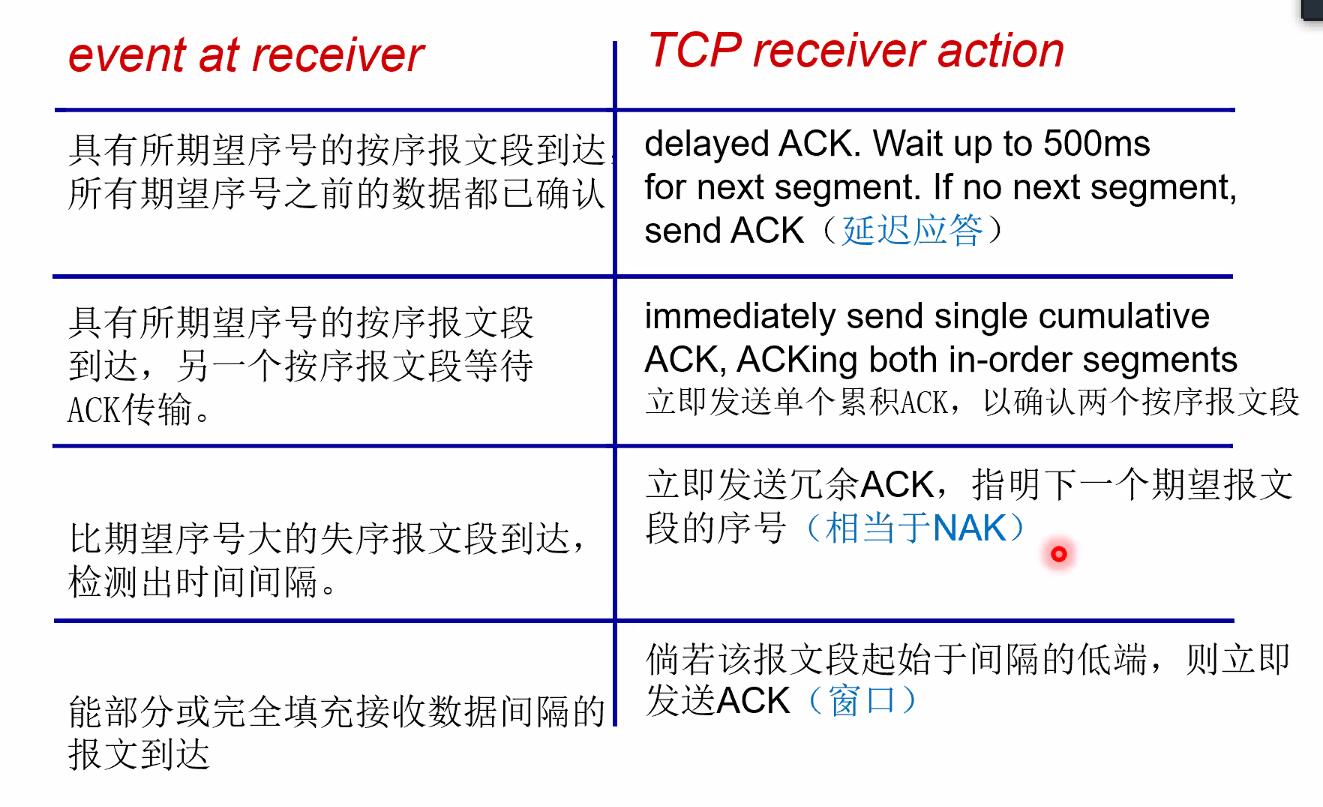 event at receiver
TCP receiver action
具有所期望序号的按序报文段到达,
所有期望序号之前的数据都已确认
delayed ACK. Wait up to 500ms
for next segment. If no next segment,
send ACK（延迟应答）
具有所期望序号的按序报文段
到达，另一个按序报文段等待
ACK传输。
immediately send single cumulative
ACK, ACKing both in-order segments
立即发送单个累积ACK，以确认两个按序报文段
比期望序号大的失序报文段到达，
检测出时间间隔。
立即发送冗余ACK，指明下一个期望报文
段的序号（相当于NAK）
能部分或完全填充接收数据间隔的
报文到达
倘若该报文段起始于间隔的低端，则立即
发送ACK（窗口）